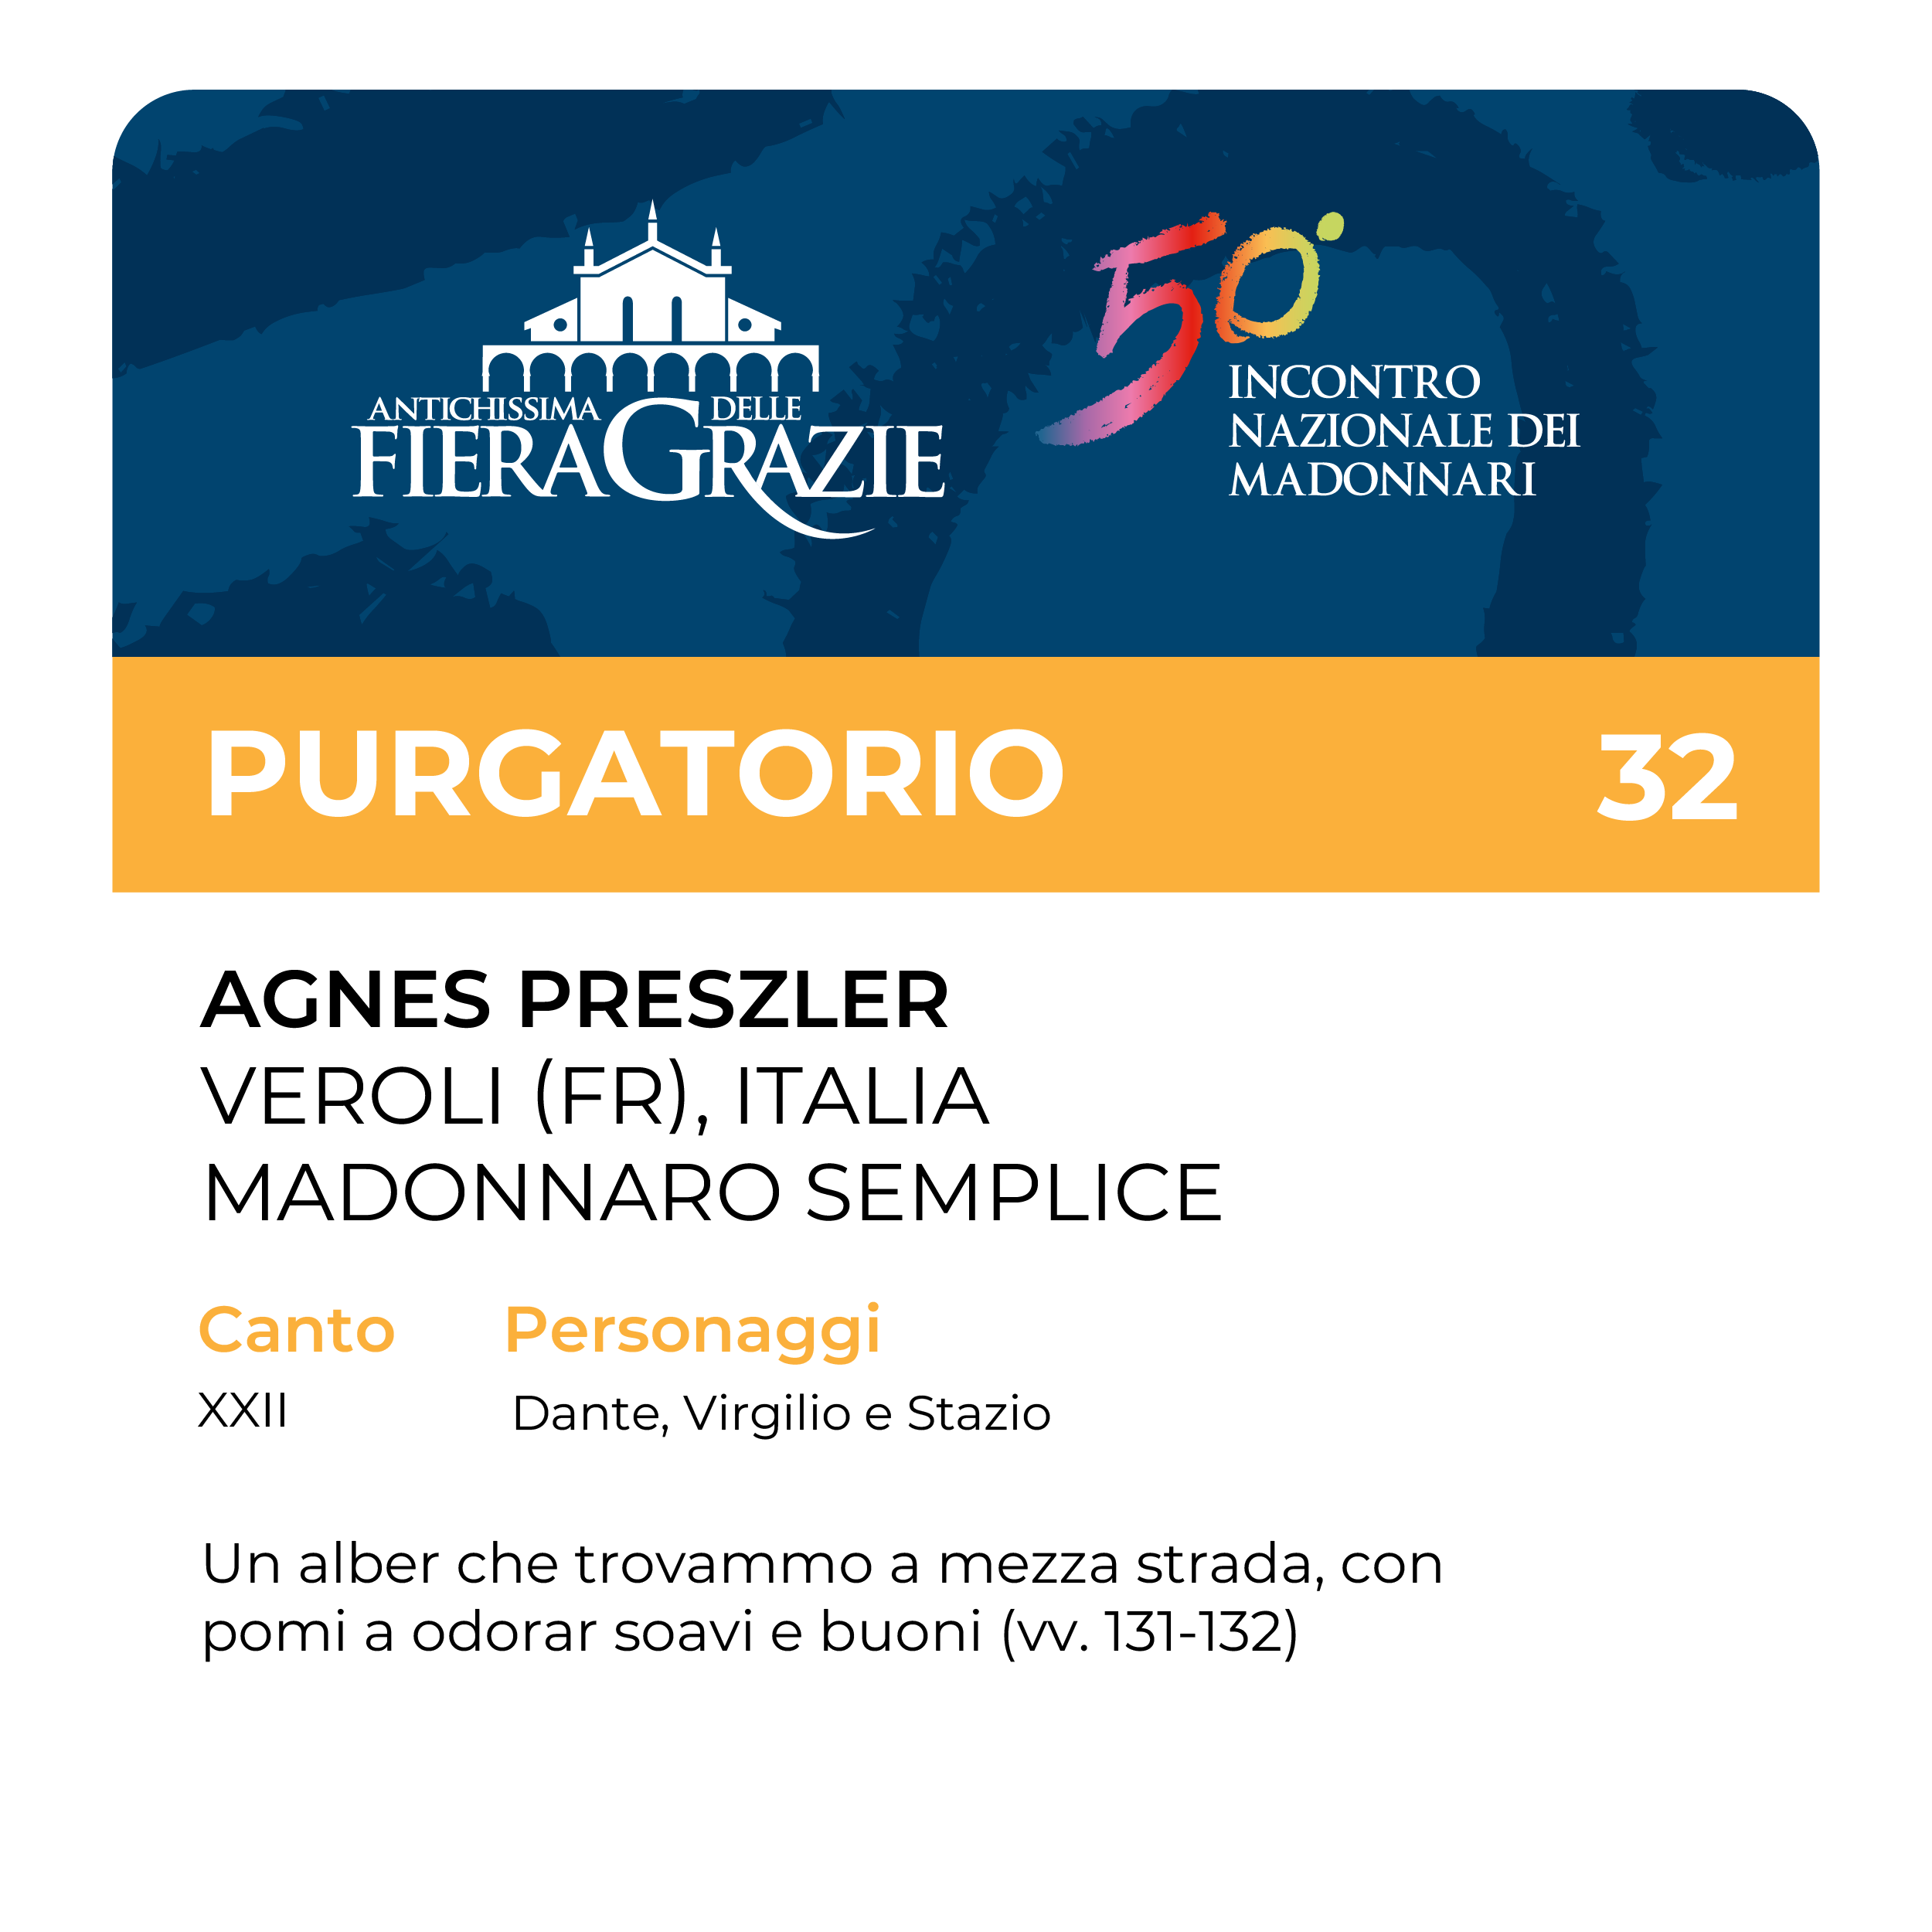 ANTICHISSIMA
FIERA DELLE GRAZIE
50°
INCONTRO
NAZIONALE DEI
MADONNARI
PURGATORIO 32
AGNES PRESZLER
VEROLI (FR), ITALIA
MADONNARO SEMPLICE
Canto Personaggi
XXII Dante, Virgilio e Stazio
Un alber che trovammo a mezza strada, con
pomi a odorar soavi e buoni (vv. 131-132)